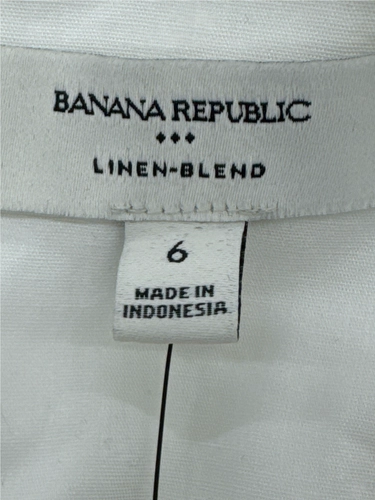 BANANA REPUBLIC
LINEN-BLEND
6
MADE IN
INDONESIA